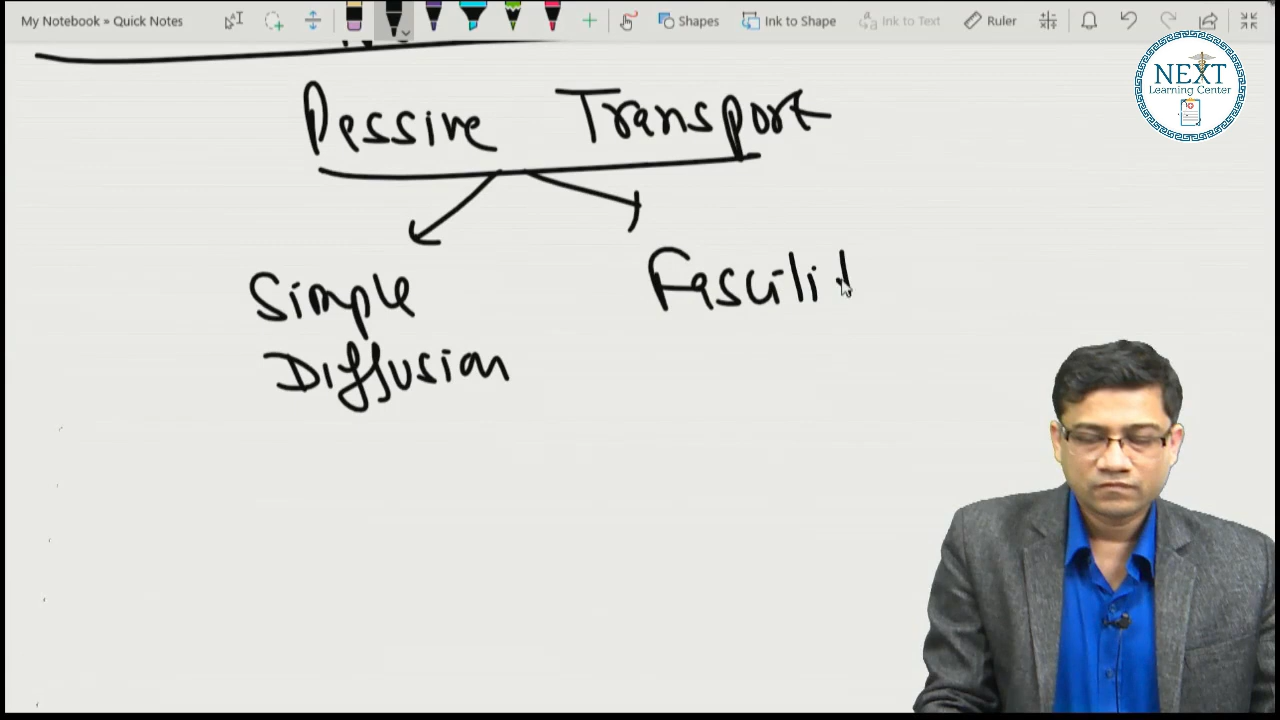 My Notebook » Quick Notes
Shapes
Ink to Shape
Ink to Text
Ruler
NEXT
Learning Center
Pessive Transport
Simple
Fascilit
Diffusion